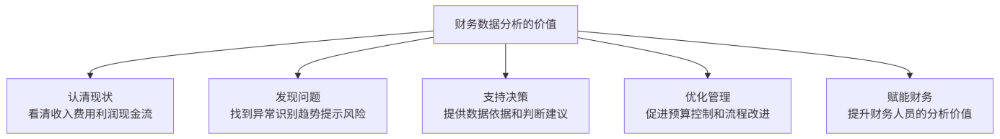 财务数据分析的价值
认清现状
看清收入费用利润现金流
发现问题
找到异常识别趋势提示风险
支持决策
提供数据依据和判断建议
优化管理
促进预算控制和流程改进
赋能财务
提升财务人员的分析价值